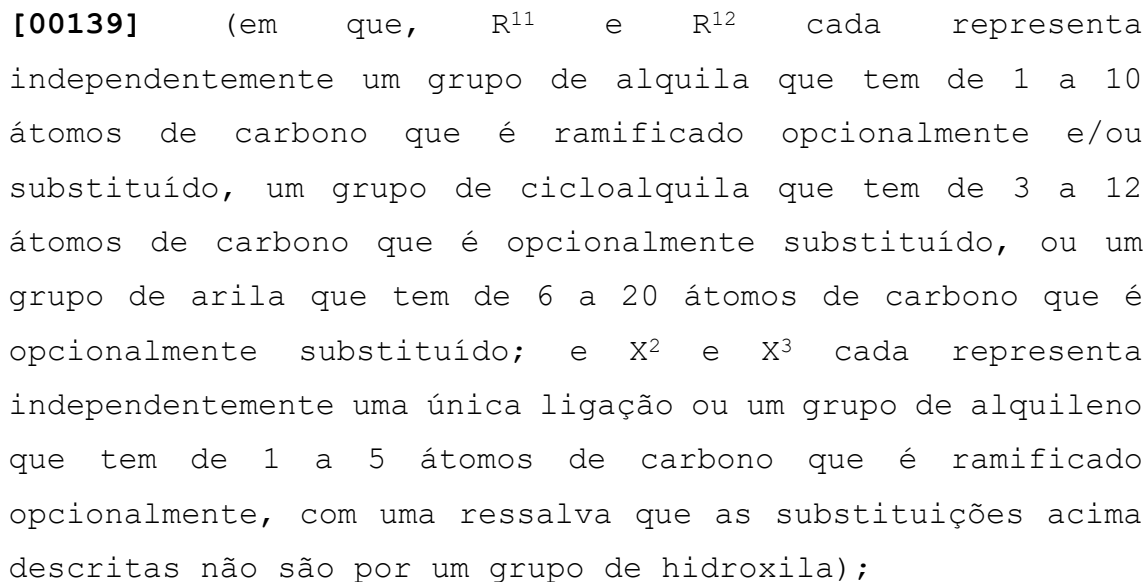 [00139] (em que, R¹¹ e R¹² cada representa
independentemente um grupo de alquila que tem de 1 a 10
átomos de carbono que é ramificado opcionalmente e/ou
substituído, um grupo de cicloalquila que tem de 3 a 12
átomos de carbono que é opcionalmente substituído, ou um
grupo de arila que tem de 6 a 20 átomos de carbono que é
opcionalmente substituído; e X² e X³ cada representa
independentemente uma única ligação ou um grupo de alquileno
que tem de 1 a 5 átomos de carbono que é ramificado
opcionalmente, com uma ressalva que as substituições acima
descritas não são por um grupo de hidroxila);